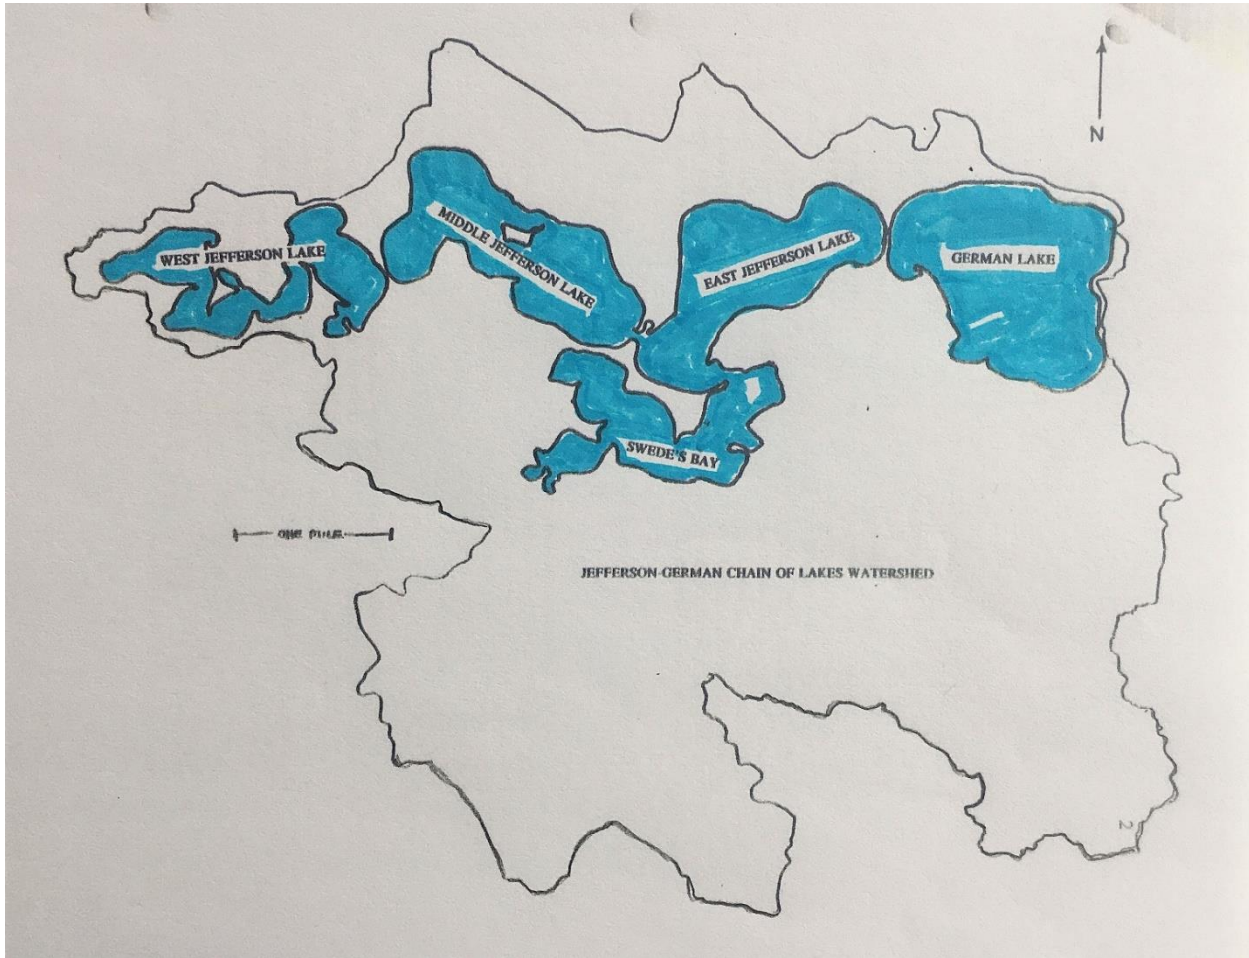 N
MIDDLE JEFFERSON LAKE
WEST JEFFERSON LAKE
EAST JEFFERSON LAKE
GERMAN LAKE
SWEDE'S BAY
ONE MILE
JEFFERSON-GERMAN CHAIN OF LAKES WATERSHED
2